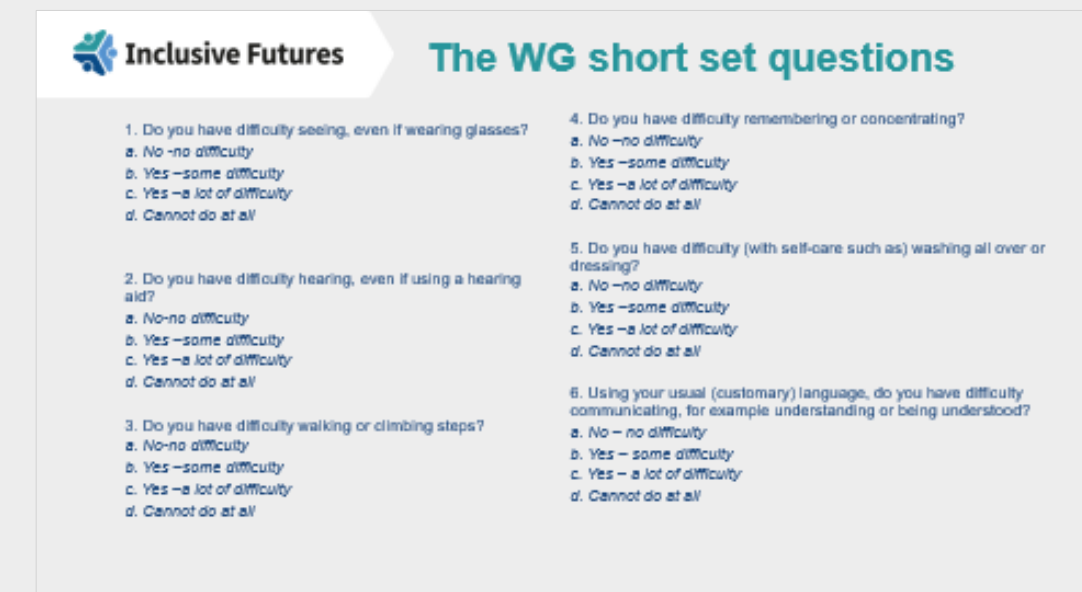 Inclusive Futures
The WG short set questions
1. Do you have difficulty seeing, even if wearing glasses?
a. No -no difficulty
b. Yes –some difficulty
c. Yes –a lot of difficulty
d. Cannot do at all
2. Do you have difficulty hearing, even if using a hearing
aid?
a. No-no difficulty
b. Yes –some difficulty
c. Yes –a lot of difficulty
d. Cannot do at all
3. Do you have difficulty walking or climbing steps?
a. No-no difficulty
b. Yes –some difficulty
c. Yes –a lot of difficulty
d. Cannot do at all
4. Do you have difficulty remembering or concentrating?
a. No –no difficulty
b. Yes –some difficulty
c. Yes –a lot of difficulty
d. Cannot do at all
5. Do you have difficulty (with self-care such as) washing all over or
dressing?
a. No –no difficulty
b. Yes –some difficulty
c. Yes –a lot of difficulty
d. Cannot do at all
6. Using your usual (customary) language, do you have difficulty
communicating, for example understanding or being understood?
a. No – no difficulty
b. Yes – some difficulty
c. Yes – a lot of difficulty
d. Cannot do at all